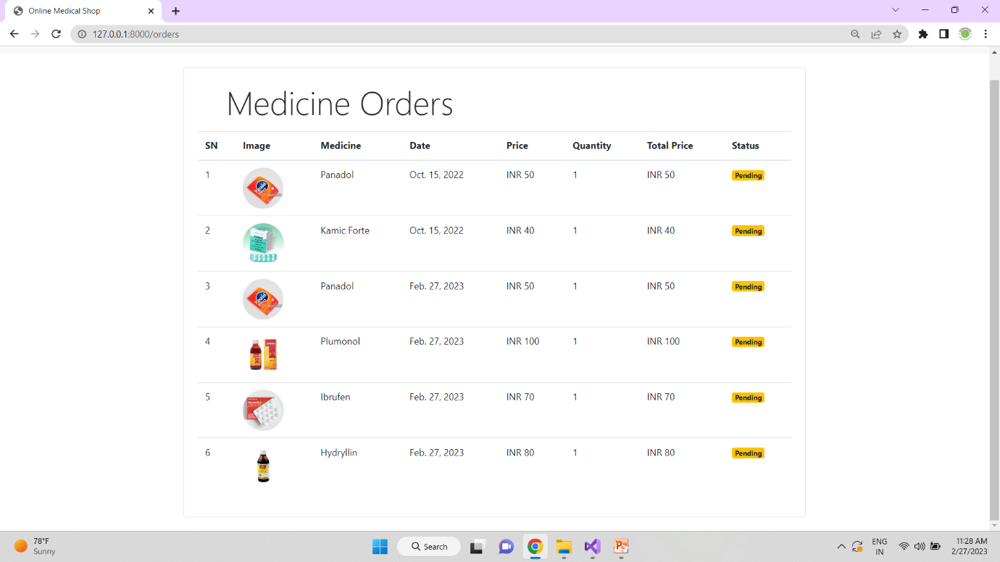 Online Medical Shop
127.0.0.1:8000/orders
Medicine Orders
SN Image Medicine Date Price Quantity Total Price Status
1 Panadol Oct. 15, 2022 INR 50 1 INR 50 Pending
2 Kamic Forte Oct. 15, 2022 INR 40 1 INR 40 Pending
3 Panadol Feb. 27, 2023 INR 50 1 INR 50 Pending
4 Plumonol Feb. 27, 2023 INR 100 1 INR 100 Pending
5 Ibrufen Feb. 27, 2023 INR 70 1 INR 70 Pending
6 Hydryllin Feb. 27, 2023 INR 80 1 INR 80 Pending
78°F
Sunny
Search
ENG
IN
11:28 AM
2/27/2023